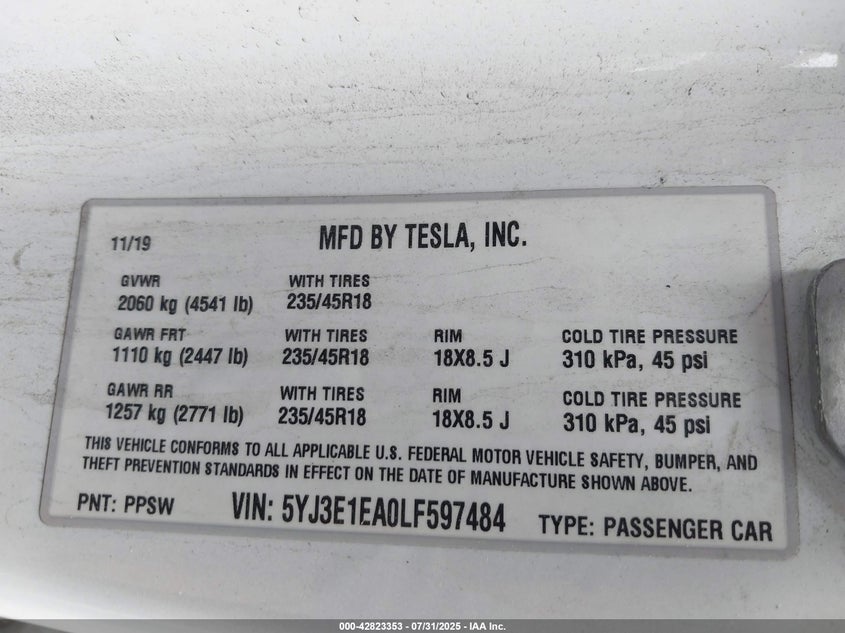 11/19 MFD BY TESLA, INC.
GVWR WITH TIRES
2060 kg (4541 lb) 235/45R18
GAWR FRT WITH TIRES RIM COLD TIRE PRESSURE
1110 kg (2447 lb) 235/45R18 18X8.5 J 310 kPa, 45 psi
GAWR RR WITH TIRES RIM COLD TIRE PRESSURE
1257 kg (2771 lb) 235/45R18 18X8.5 J 310 kPa, 45 psi
THIS VEHICLE CONFORMS TO ALL APPLICABLE U.S. FEDERAL MOTOR VEHICLE SAFETY, BUMPER, AND
THEFT PREVENTION STANDARDS IN EFFECT ON THE DATE OF MANUFACTURE SHOWN ABOVE.
PNT: PPSW VIN: 5YJ3E1EA0LF597484 TYPE: PASSENGER CAR
000-42823353 - 07/31/2025 - IAA Inc.